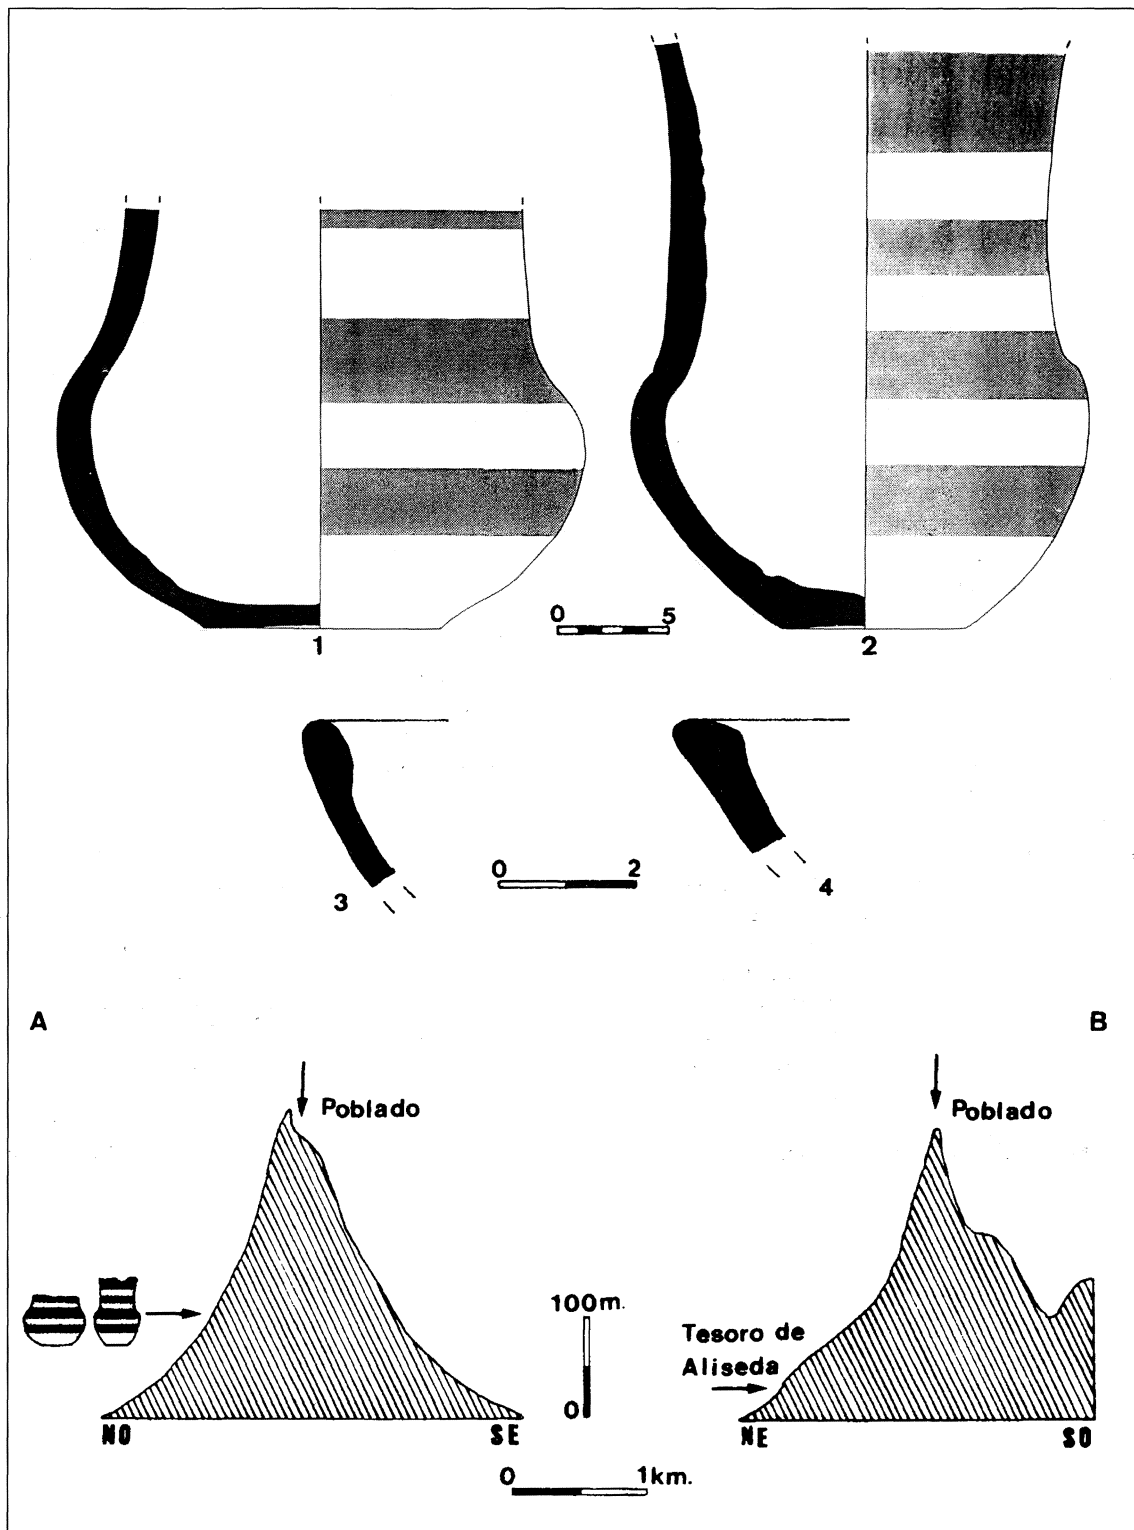 0 5
1
2
3
0 2
4
A
B
Poblado
Poblado
100m.
0
Tesoro de
Aliseda
NO
SE
NE
SO
0 1km.